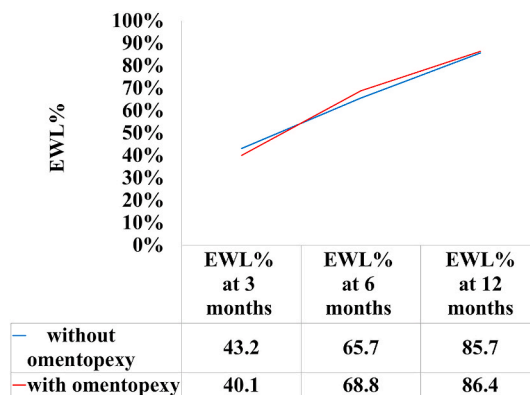 100%
90%
80%
70%
60%
50%
40%
30%
20%
10%
0%
EWL%
EWL% at 3 months
EWL% at 6 months
EWL% at 12 months
without omentopexy 43.2 65.7 85.7
with omentopexy 40.1 68.8 86.4